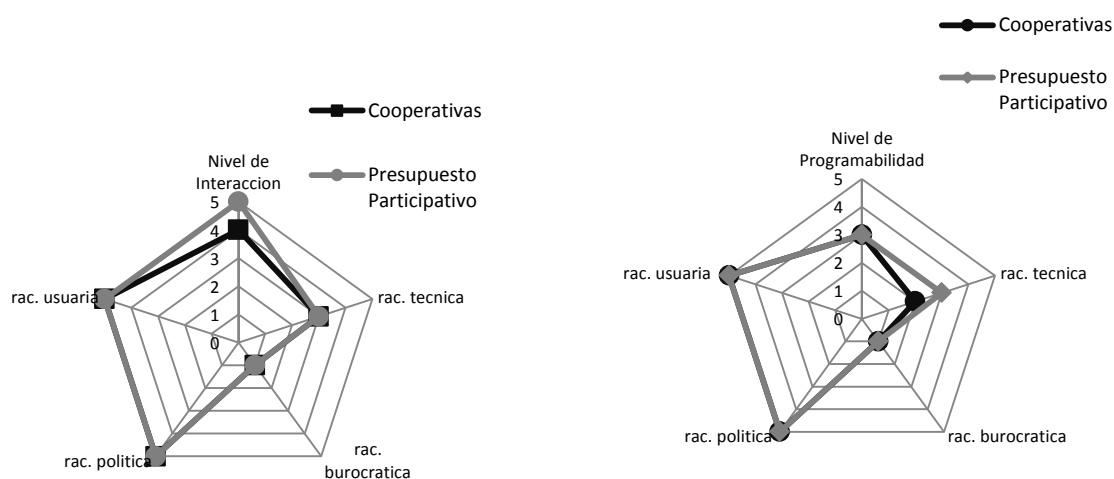 Cooperativas
Presupuesto
Participativo
Nivel de
Interaccion
5
4
3
2
1
0
rac. tecnica
rac.
burocratica
rac. politica
rac. usuaria
Cooperativas
Presupuesto
Participativo
Nivel de
Programabilidad
5
4
3
2
1
0
rac. tecnica
rac. burocratica
rac. politica
rac. usuaria